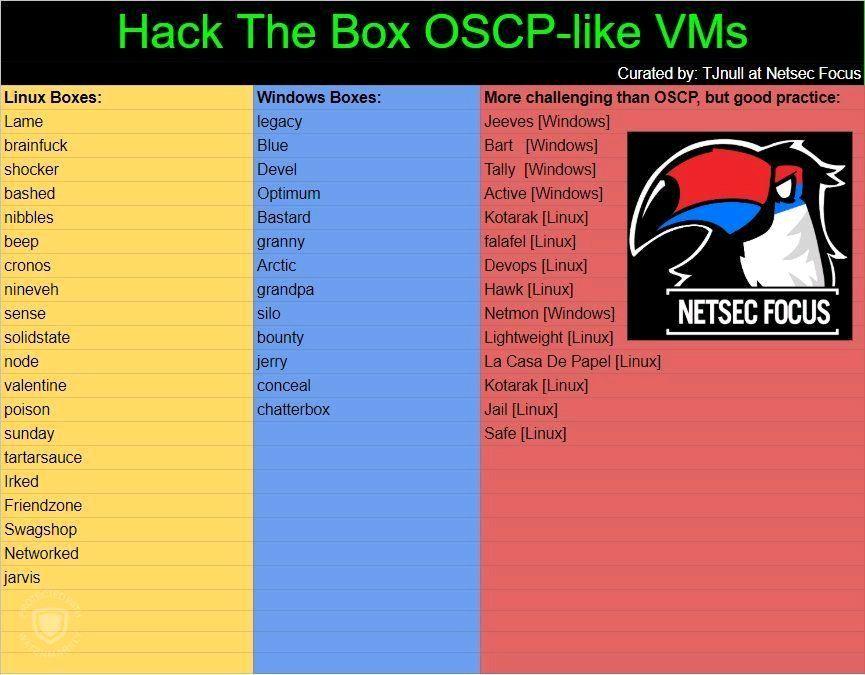 Hack The Box OSCP-like VMs
Curated by: TJnull at Netsec Focus
Linux Boxes:
Lame
brainfuck
shocker
bashed
nibbles
beep
cronos
nineveh
sense
solidstate
node
valentine
poison
sunday
tartarsauce
Irked
Friendzone
Swagshop
Networked
jarvis
Windows Boxes:
legacy
Blue
Devel
Optimum
Bastard
granny
Arctic
grandpa
silo
bounty
jerry
conceal
chatterbox
More challenging than OSCP, but good practice:
Jeeves [Windows]
Bart [Windows]
Tally [Windows]
Active [Windows]
Kotarak [Linux]
falafel [Linux]
Devops [Linux]
Hawk [Linux]
Netmon [Windows]
Lightweight [Linux]
La Casa De Papel [Linux]
Kotarak [Linux]
Jail [Linux]
Safe [Linux]
NETSEC FOCUS
PROTECTED WITH